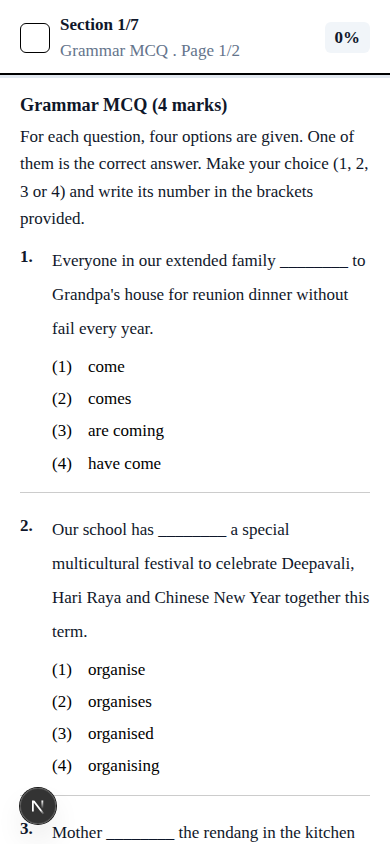 Section 1/7
Grammar MCQ . Page 1/2
0%
Grammar MCQ (4 marks)
For each question, four options are given. One of
them is the correct answer. Make your choice (1, 2,
3 or 4) and write its number in the brackets
provided.
1. Everyone in our extended family ________ to
Grandpa's house for reunion dinner without
fail every year.
(1) come
(2) comes
(3) are coming
(4) have come
2. Our school has ________ a special
multicultural festival to celebrate Deepavali,
Hari Raya and Chinese New Year together this
term.
(1) organise
(2) organises
(3) organised
(4) organising
N
3. Mother ________ the rendang in the kitchen